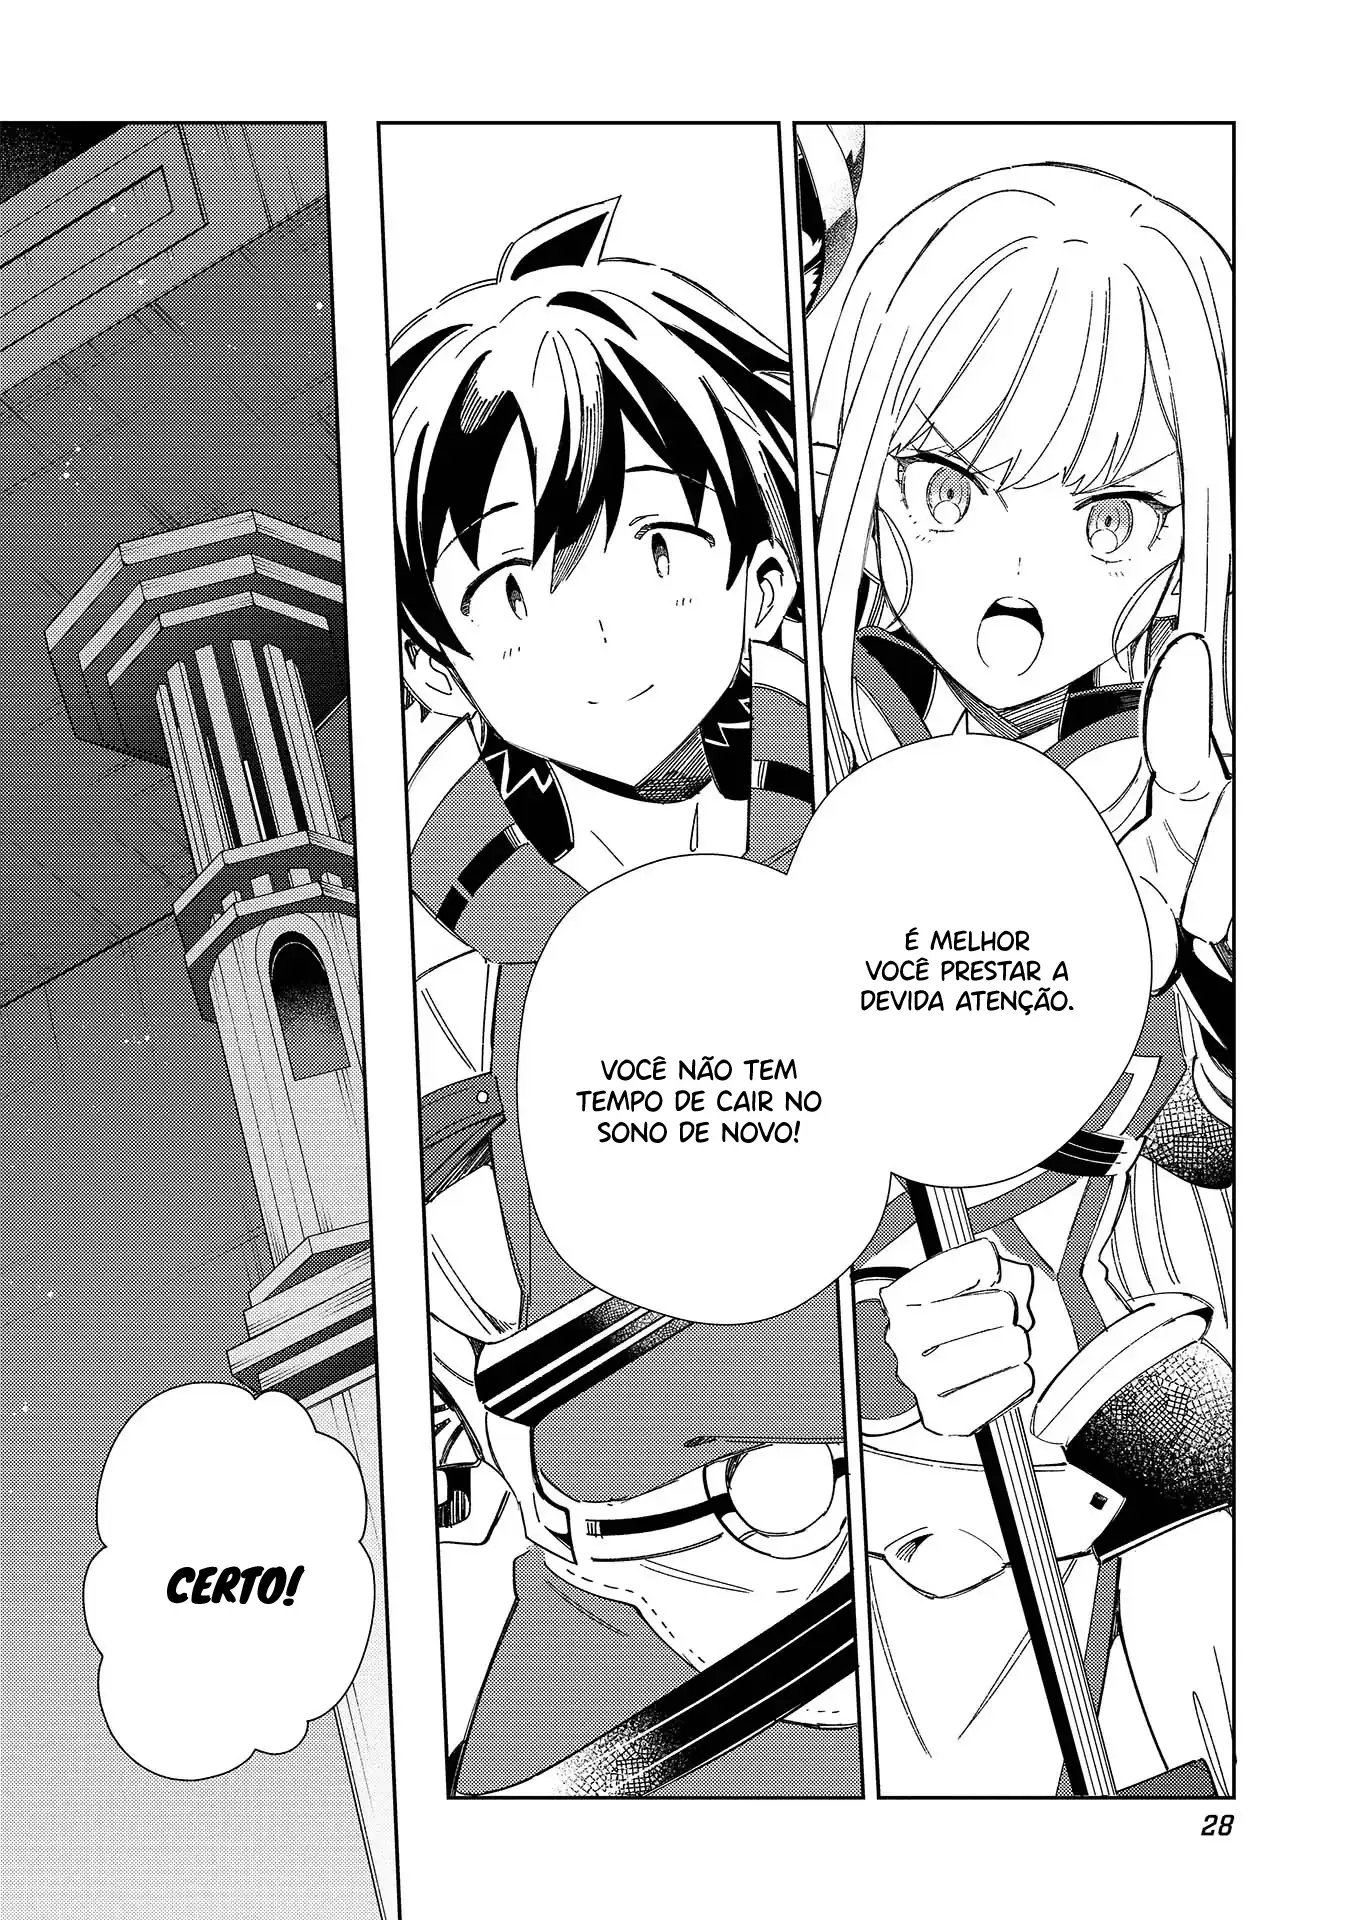 É MELHOR
VOCÊ PRESTAR A
DEVIDA ATENÇÃO.
VOCÊ NÃO TEM
TEMPO DE CAIR NO
SONO DE NOVO!
CERTO!
28